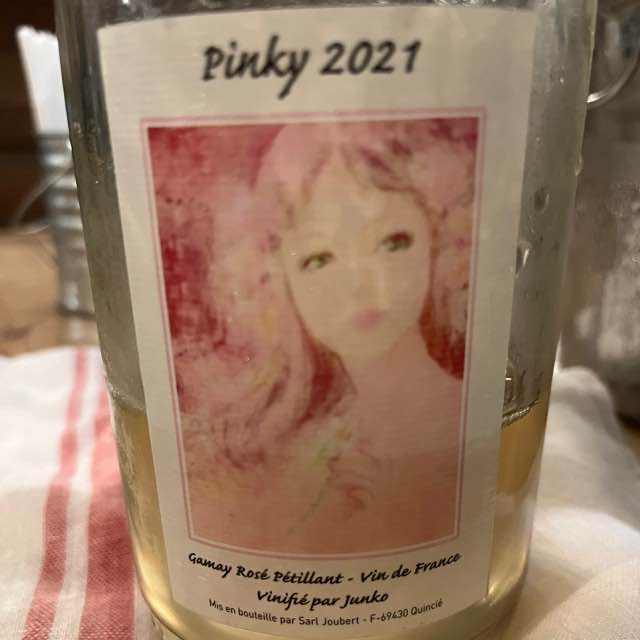 Pinky 2021
Gamay Rosé Pétillant - Vin de France
Vinifié par Junko
Mis en bouteille par Sarl Joubert - F-69430 Quincié